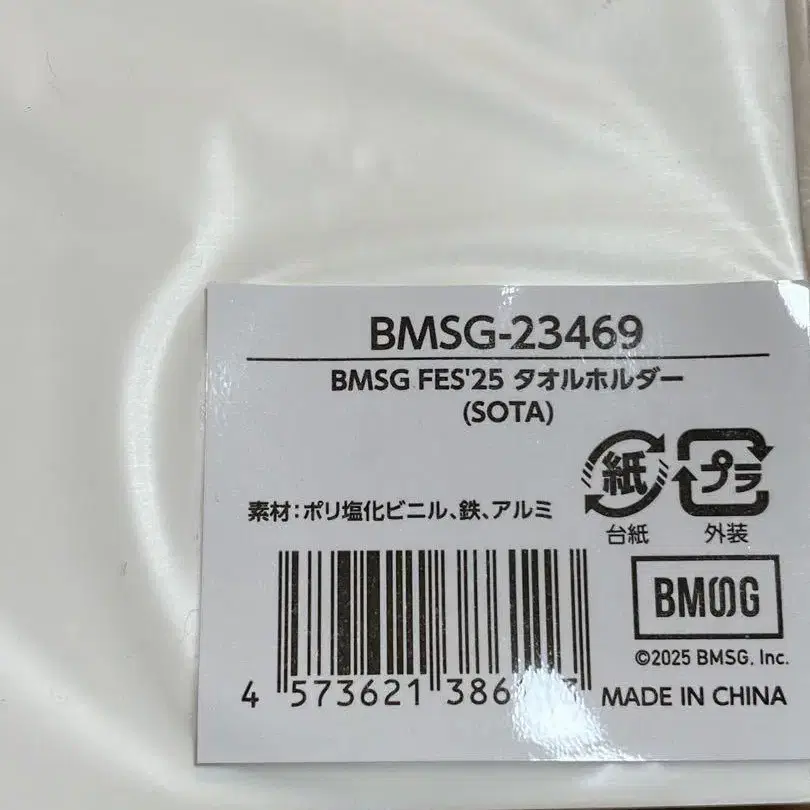 BMSG-23469
BMSG FES'25 タオルホルダー
(SOTA)
紙
プラ
素材:ポリ塩化ビニル、鉄、アルミ
台紙
外装
BMSG
©2025 BMSG, Inc.
4 573621
MADE IN CHINA